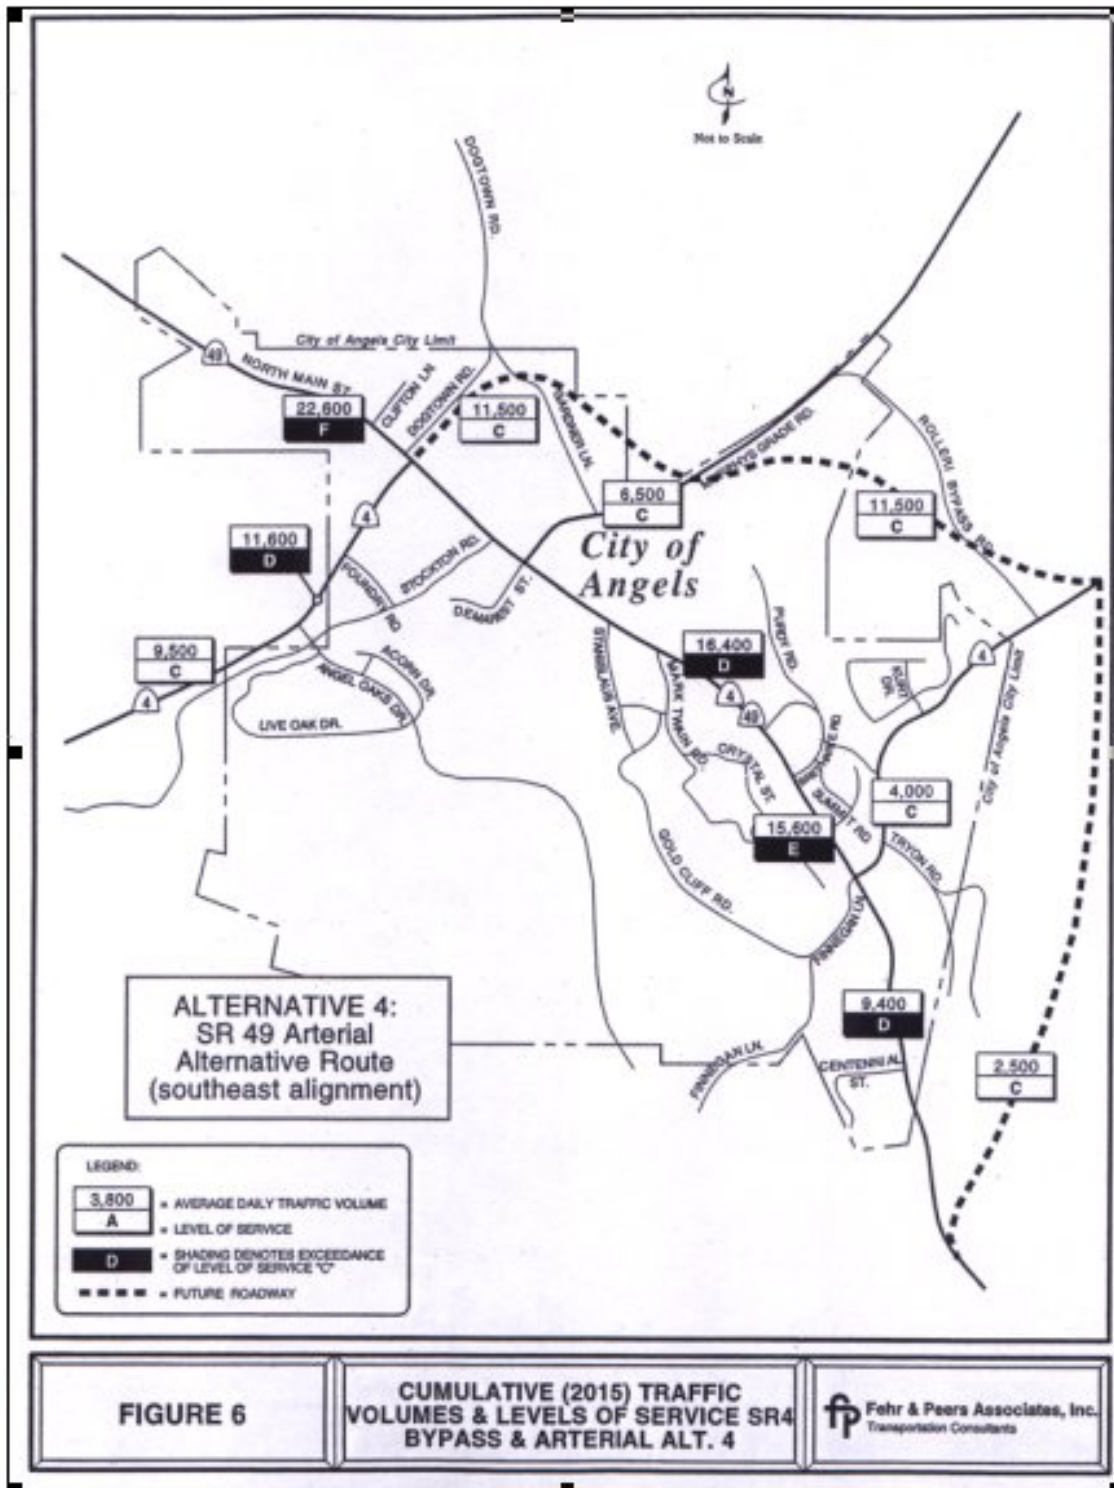 N
Not to Scale
DOGTOWN RD.
City of Angels City Limit
49
NORTH MAIN ST.
CLIFTON LN
DOGTOWN RD.
22,600
F
11,500
C
GARDNER LN.
MURPHYS GRADE RD.
ROLLERI BYPASS RD.
6,500
C
11,500
C
4
11,600
D
City of
Angels
FOUNDRY RD
STOCKTON RD.
DEMAREST ST.
PURDY RD.
9,500
C
4
ANGEL OAKS DR.
ACORN DR.
LIVE OAK DR.
STANISLAUS AVE.
MARK TWAIN RD.
16,400
D
4
49
KURT DR.
4
City of Angels City Limit
CRYSTAL ST.
SUMMIT RD
4,000
C
15,600
E
TRYON RD.
GOLD CLIFF RD.
FINNEGAN LN.
9,400
D
ALTERNATIVE 4:
SR 49 Arterial
Alternative Route
(southeast alignment)
FINNEGAN LN.
CENTENNIAL
ST.
2,500
C
LEGEND:
3,800
A
= AVERAGE DAILY TRAFFIC VOLUME
= LEVEL OF SERVICE
D
= SHADING DENOTES EXCEEDANCE
OF LEVEL OF SERVICE "C"
= FUTURE ROADWAY
FIGURE 6
CUMULATIVE (2015) TRAFFIC
VOLUMES & LEVELS OF SERVICE SR4
BYPASS & ARTERIAL ALT. 4
fp
Fehr & Peers Associates, Inc.
Transportation Consultants